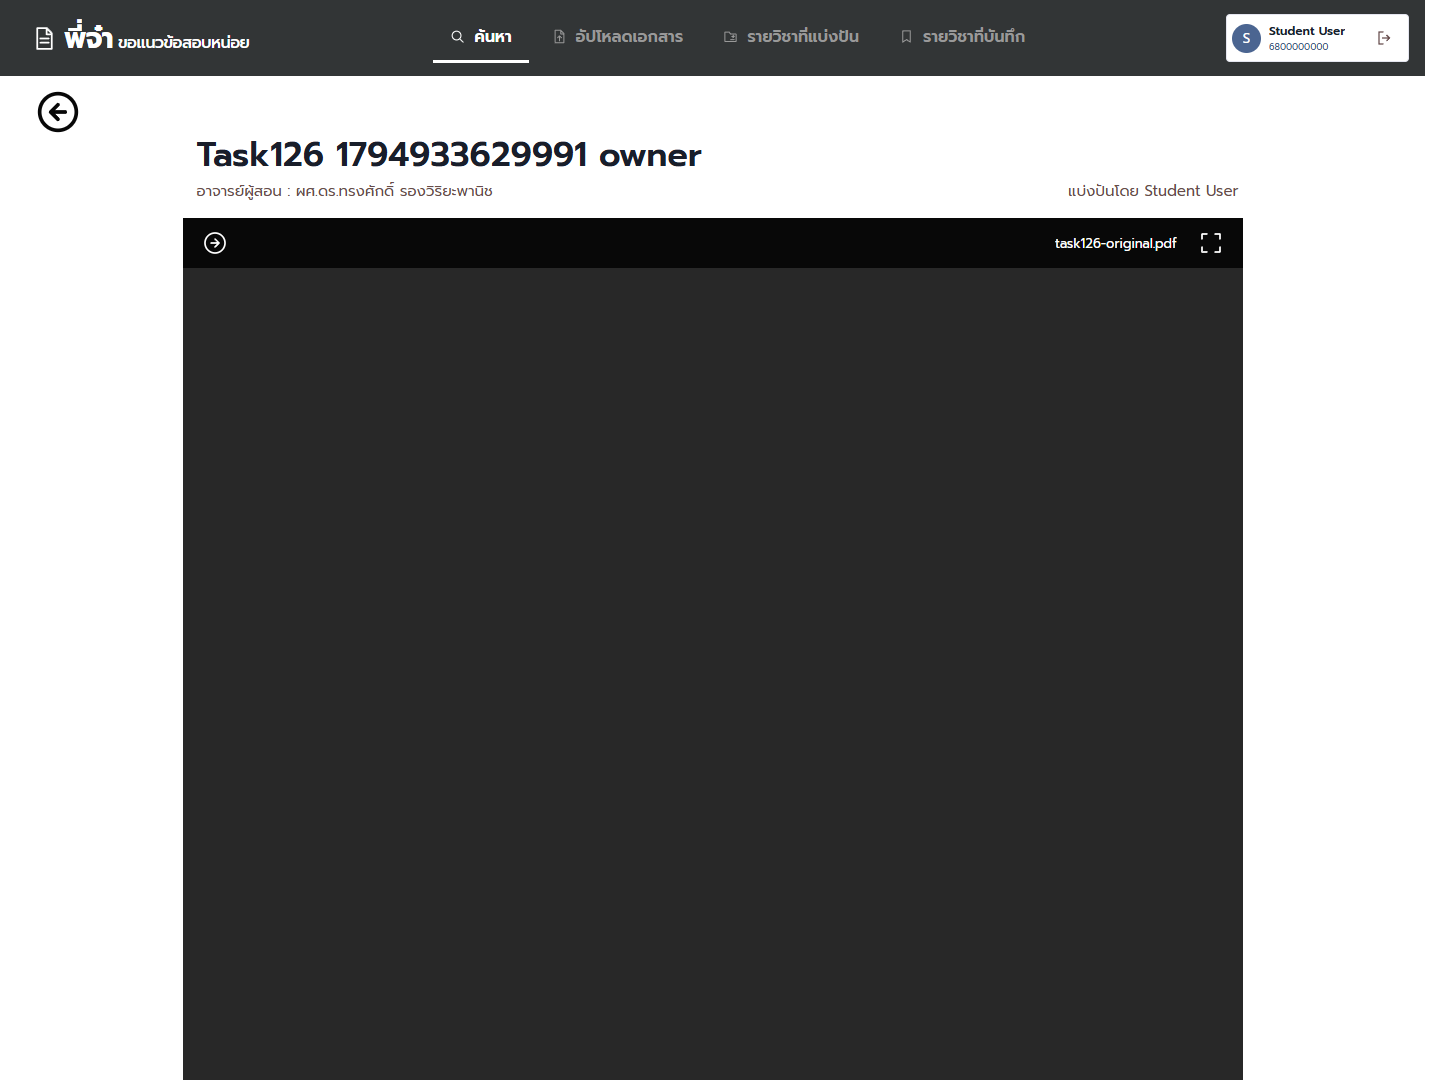 พี่จำ ขอแนวข้อสอบหน่อย
ค้นหา
อัปโหลดเอกสาร
รายวิชาที่แบ่งปัน
รายวิชาที่บันทึก
S
Student User
6800000000
Task126 1794933629991 owner
อาจารย์ผู้สอน : ผศ.ดร.ทรงศักดิ์ รองวิริยะพานิช
แบ่งปันโดย Student User
task126-original.pdf